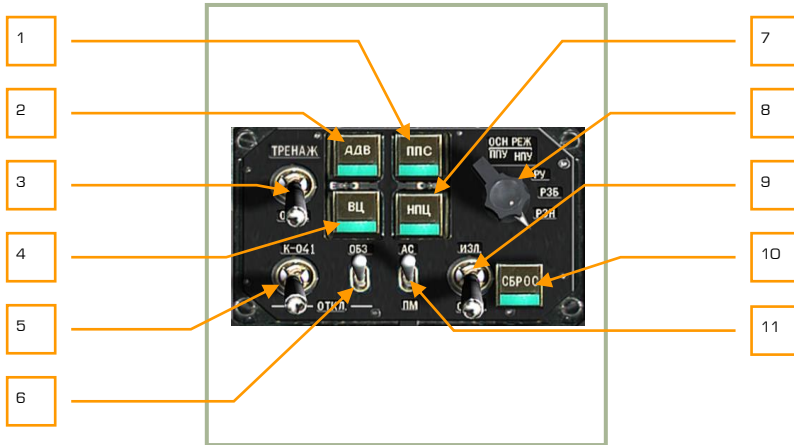 1
2
3
4
5
6
7
8
9
10
11
ОСН РЕЖ
ТРЕНАЖ
АДВ
ППС
ППУ НПУ
РУ
РЗБ
ВЦ
НПЦ
РЗН
К-041
ОБЗ
АС
ИЗЛ
СБРОС
ОТКЛ.
ПМ